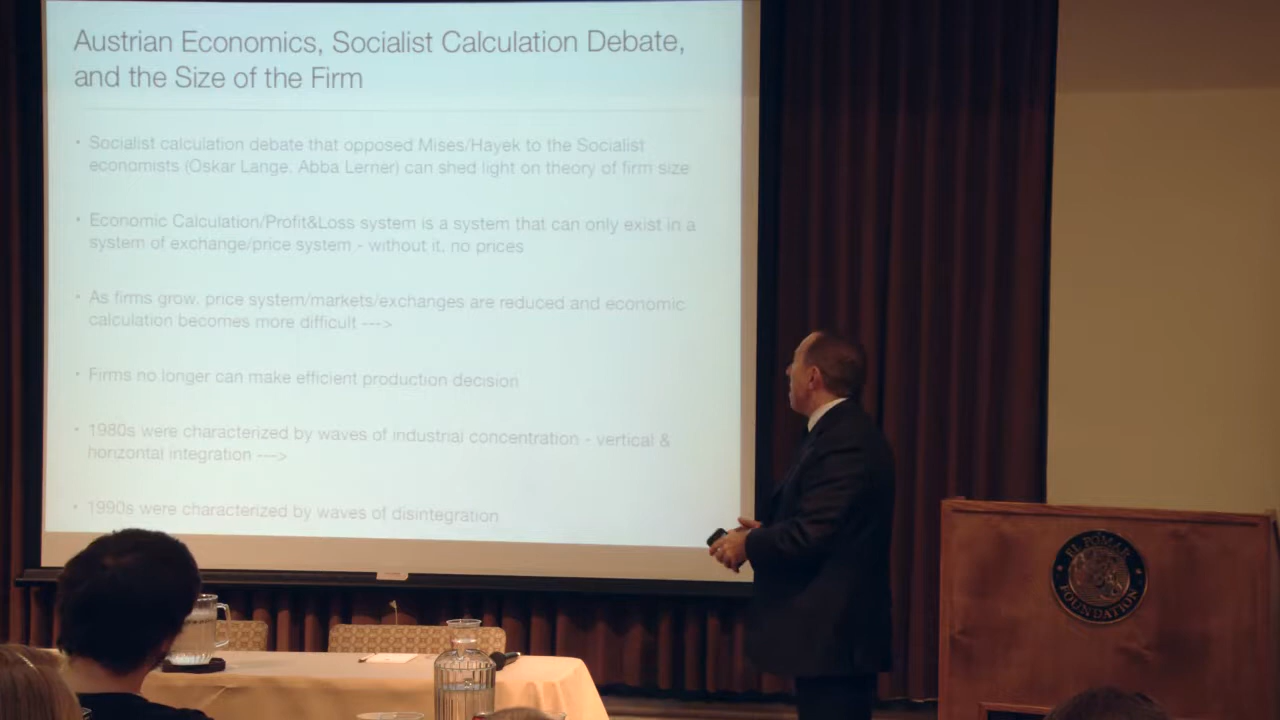 Austrian Economics, Socialist Calculation Debate,
and the Size of the Firm
• Socialist calculation debate that opposed Mises/Hayek to the Socialist
economists (Oskar Lange, Abba Lerner) can shed light on theory of firm size
• Economic Calculation/Profit&Loss system is a system that can only exist in a
system of exchange/price system - without it, no prices
• As firms grow, price system/markets/exchanges are reduced and economic
calculation becomes more difficult --->
• Firms no longer can make efficient production decision
• 1980s were characterized by waves of industrial concentration - vertical &
horizontal integration --->
• 1990s were characterized by waves of disintegration
EL POMAR
FOUNDATION